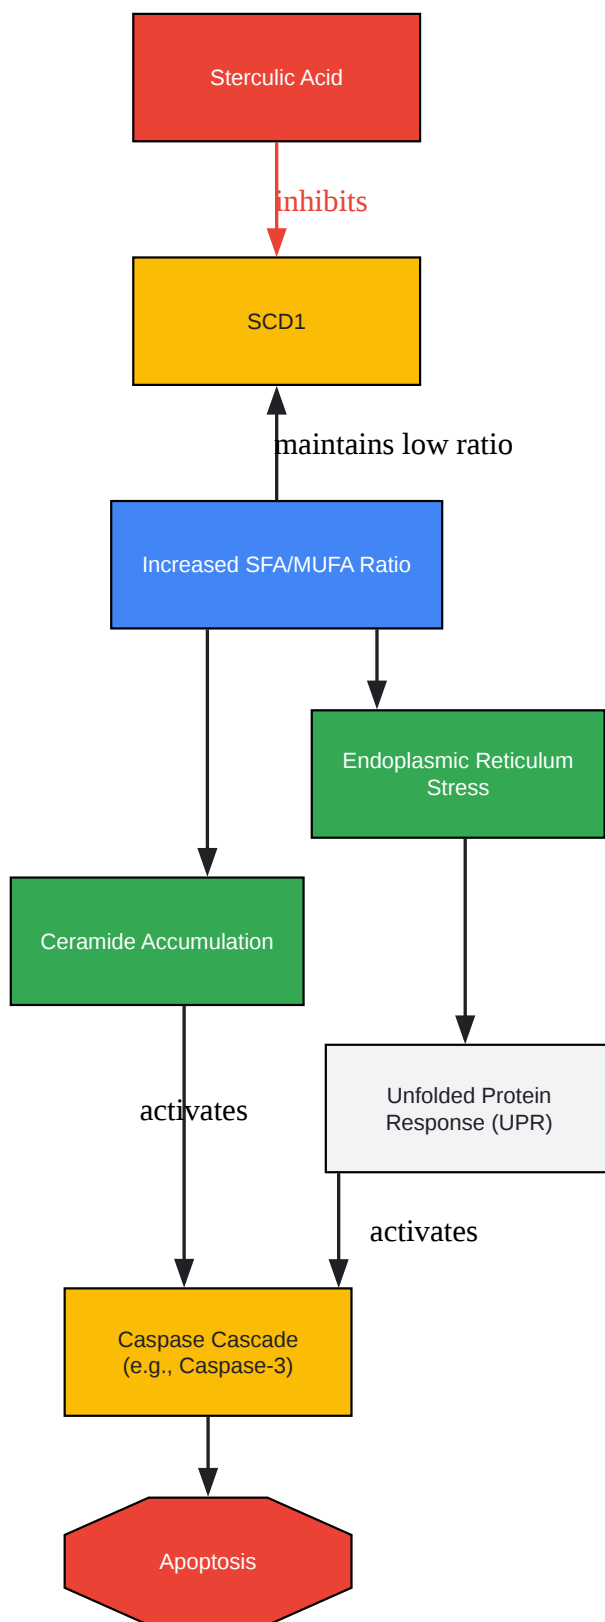 Sterculic Acid
inhibits
SCD1
maintains low ratio
Increased SFA/MUFA Ratio
Endoplasmic Reticulum
Stress
Ceramide Accumulation
Unfolded Protein
Response (UPR)
activates
activates
Caspase Cascade
(e.g., Caspase-3)
Apoptosis